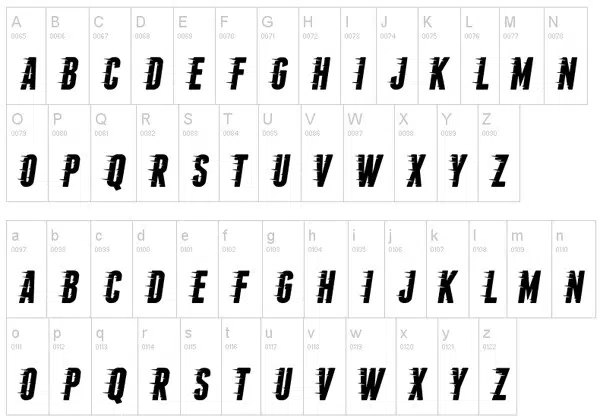 A B C D E F G H I J K L M N
0065 0066 0067 0068 0069 0070 0071 0072 0073 0074 0075 0076 0077 0078
A B C D E F G H I J K L M N
O P Q R S T U V W X Y Z
0079 0080 0081 0082 0083 0084 0085 0086 0087 0088 0089 0090
O P Q R S T U V W X Y Z
a b c d e f g h i j k l m n
0097 0098 0099 0100 0101 0102 0103 0104 0105 0106 0107 0108 0109 0110
A B C D E F G H I J K L M N
o p q r s t u v w x y z
0111 0112 0113 0114 0115 0116 0117 0118 0119 0120 0121 0122
O P Q R S T U V W X Y Z